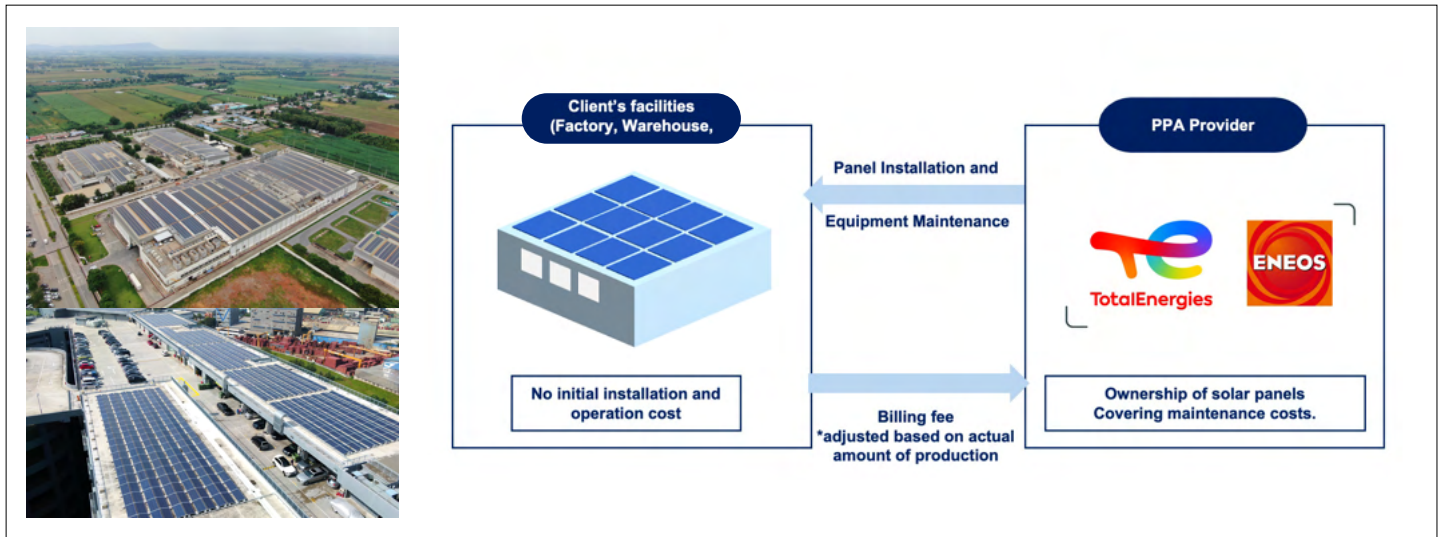 Client's facilities
(Factory, Warehouse,
No initial installation and
operation cost
Panel Installation and
Equipment Maintenance
Billing fee
*adjusted based on actual
amount of production
PPA Provider
TotalEnergies
ENEOS
Ownership of solar panels
Covering maintenance costs.